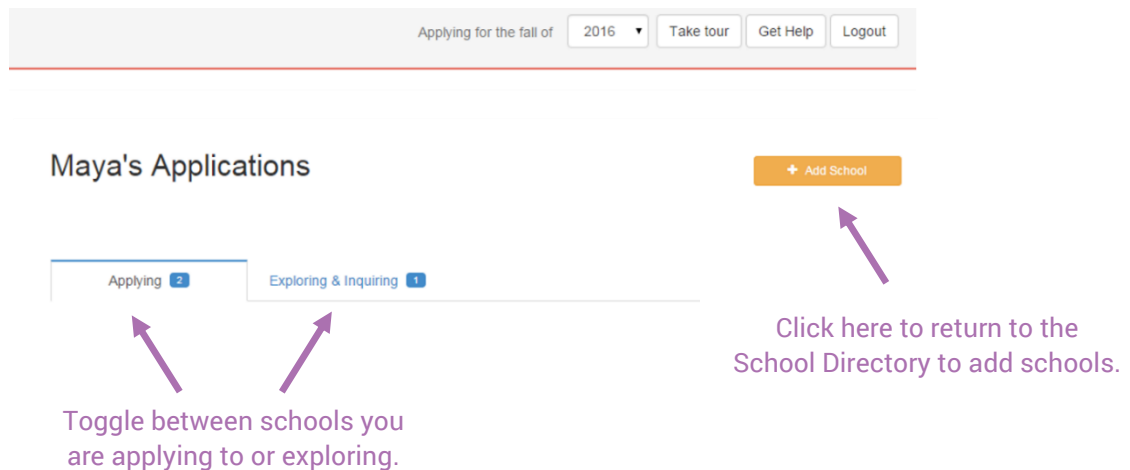 Applying for the fall of 2016 Take tour Get Help Logout
Maya's Applications
+ Add School
Applying 2 Exploring & Inquiring 1
Click here to return to the
School Directory to add schools.
Toggle between schools you
are applying to or exploring.